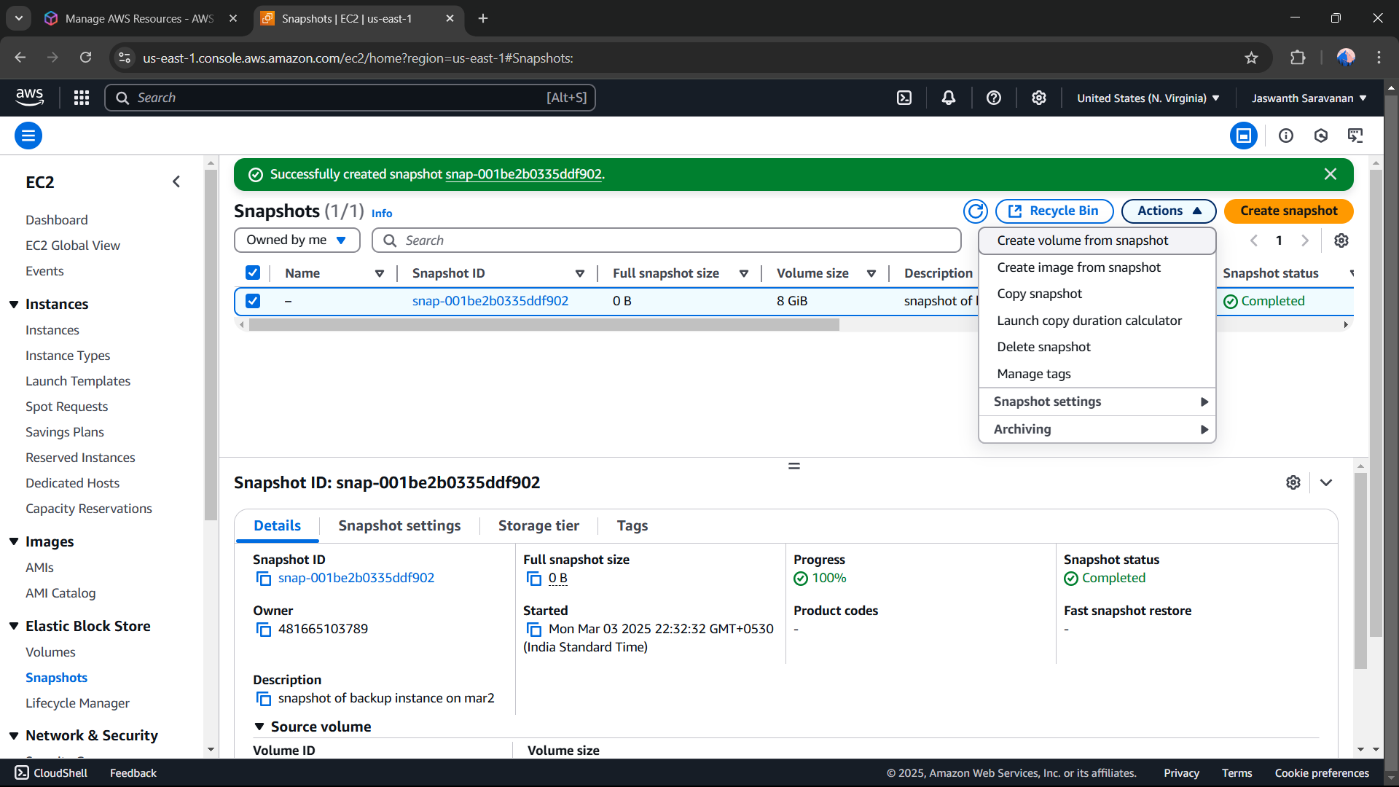 Manage AWS Resources - AWS
Snapshots | EC2 | us-east-1
us-east-1.console.aws.amazon.com/ec2/home?region=us-east-1#Snapshots:
aws
Search [Alt+S]
United States (N. Virginia)
Jaswanth Saravanan
EC2
Dashboard
EC2 Global View
Events
Instances
Instances
Instance Types
Launch Templates
Spot Requests
Savings Plans
Reserved Instances
Dedicated Hosts
Capacity Reservations
Images
AMIs
AMI Catalog
Elastic Block Store
Volumes
Snapshots
Lifecycle Manager
Network & Security
Successfully created snapshot snap-001be2b0335ddf902.
Snapshots (1/1) Info
Recycle Bin
Actions
Create snapshot
Owned by me
Search
1
Name Snapshot ID Full snapshot size Volume size Description Snapshot status
– snap-001be2b0335ddf902 0 B 8 GiB snapshot of Completed
Create volume from snapshot
Create image from snapshot
Copy snapshot
Launch copy duration calculator
Delete snapshot
Manage tags
Snapshot settings
Archiving
Snapshot ID: snap-001be2b0335ddf902
Details Snapshot settings Storage tier Tags
Snapshot ID
snap-001be2b0335ddf902
Full snapshot size
0 B
Progress
100%
Snapshot status
Completed
Owner
481665103789
Started
Mon Mar 03 2025 22:32:32 GMT+0530
(India Standard Time)
Product codes
-
Fast snapshot restore
-
Description
snapshot of backup instance on mar2
Source volume
Volume ID
Volume size
CloudShell Feedback
© 2025, Amazon Web Services, Inc. or its affiliates. Privacy Terms Cookie preferences